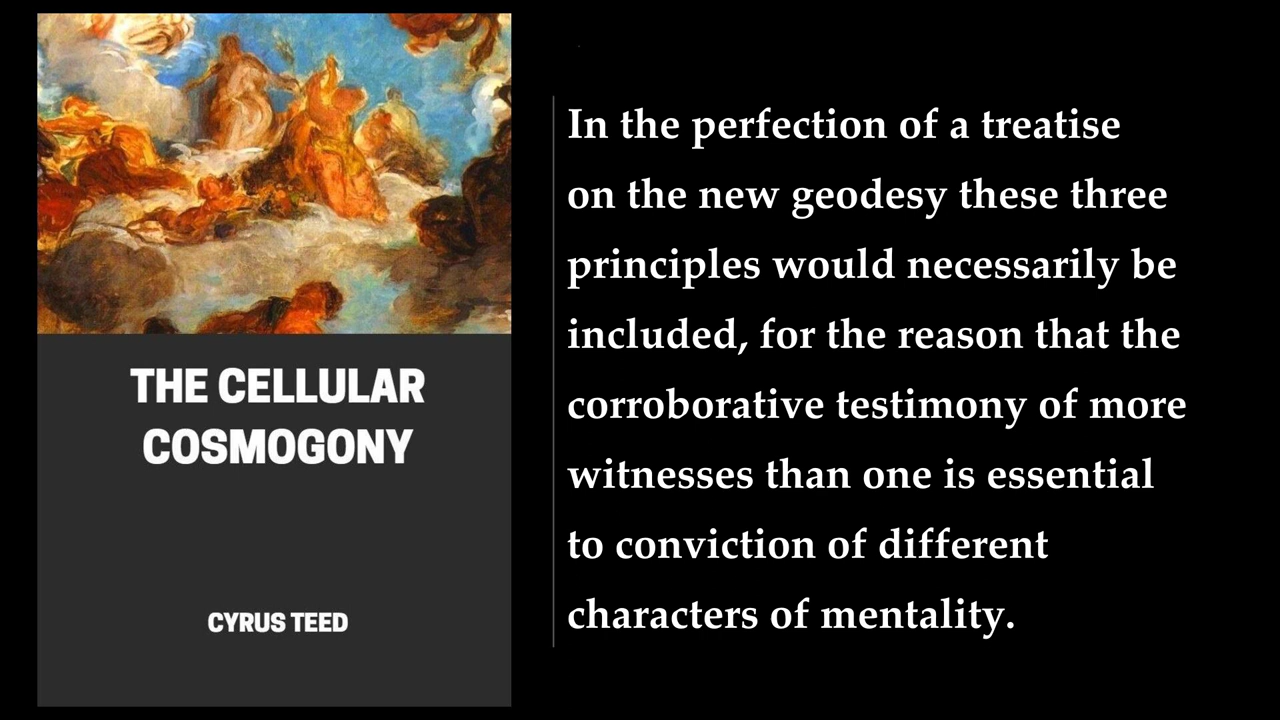 THE CELLULAR
COSMOGONY
CYRUS TEED
In the perfection of a treatise
on the new geodesy these three
principles would necessarily be
included, for the reason that the
corroborative testimony of more
witnesses than one is essential
to conviction of different
characters of mentality.